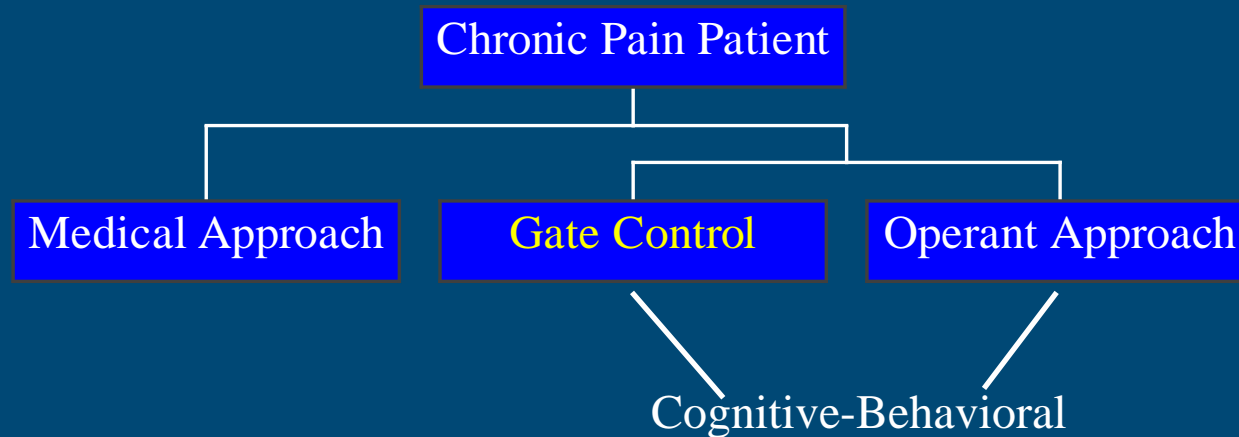 Chronic Pain Patient
Medical Approach
Gate Control
Operant Approach
Cognitive-Behavioral